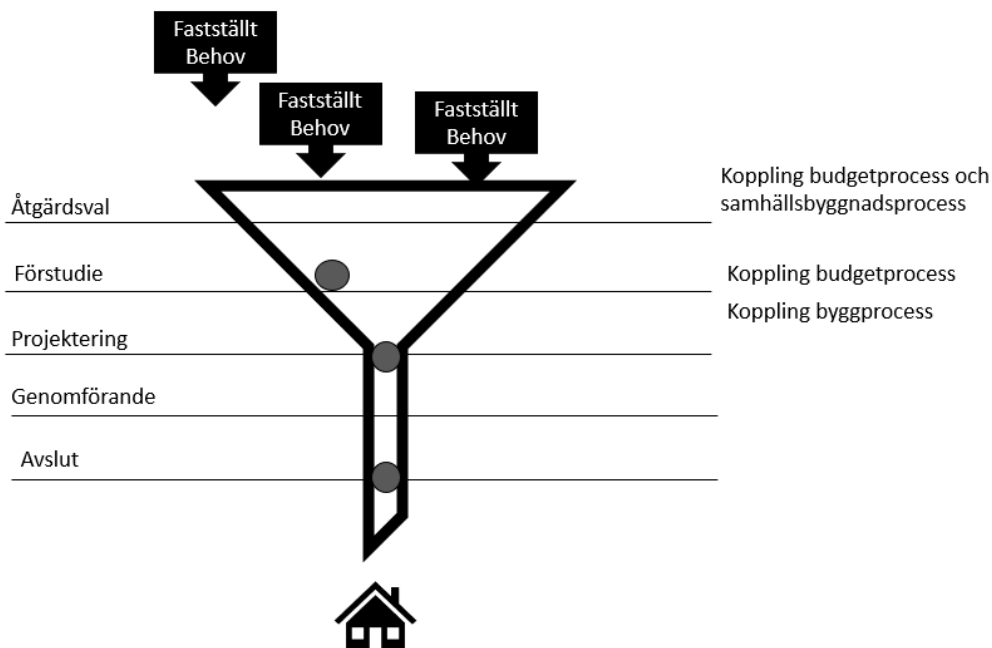 Fastställt
Behov
Fastställt
Behov
Fastställt
Behov
Koppling budgetprocess och
samhällsbyggnadsprocess
Åtgärdsval
Förstudie
Koppling budgetprocess
Koppling byggprocess
Projektering
Genomförande
Avslut